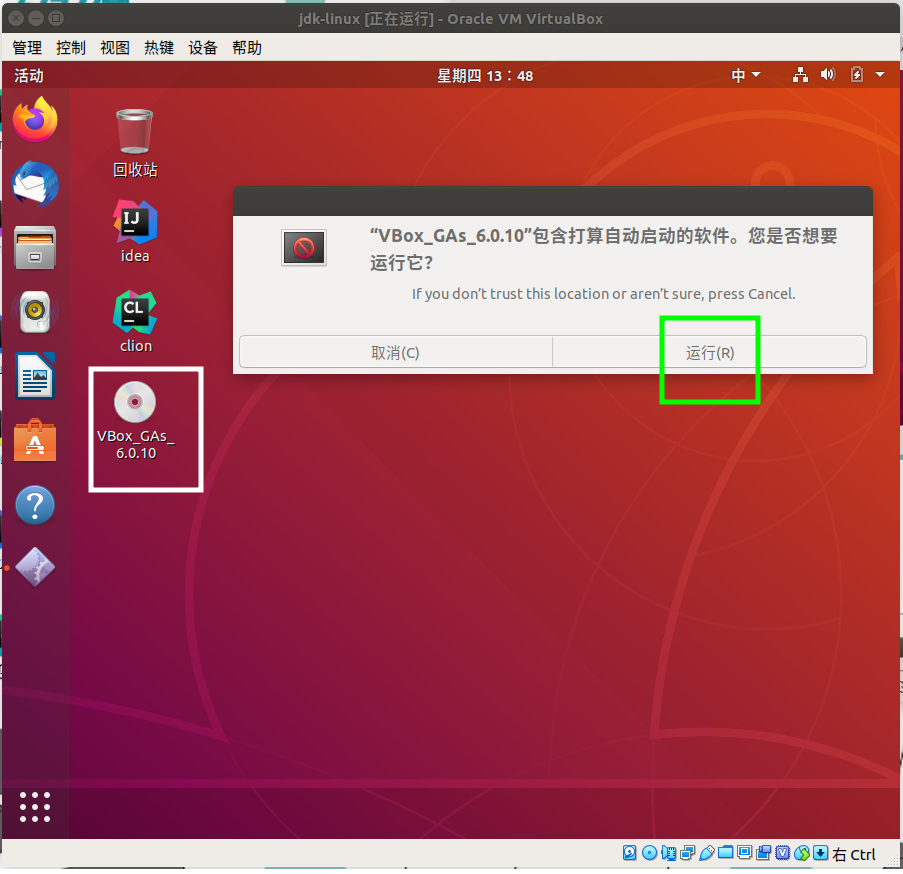 jdk-linux [正在运行] - Oracle VM VirtualBox
管理 控制 视图 热键 设备 帮助
活动 星期四 13：48 中
回收站
IJ
idea
CL
clion
VBox_GAs_
6.0.10
“VBox_GAs_6.0.10”包含打算自动启动的软件。您是否想要
运行它？
If you don’t trust this location or aren’t sure, press Cancel.
取消(C) 运行(R)
右 Ctrl